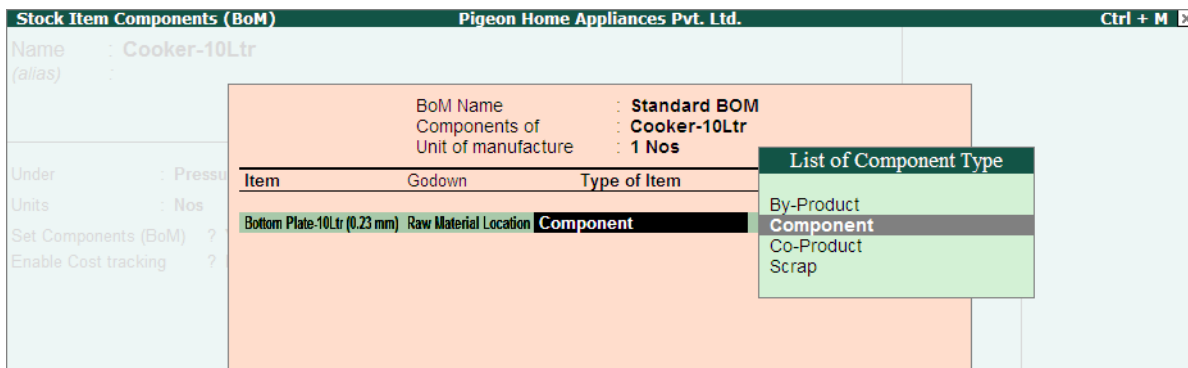 Stock Item Components (BoM) Pigeon Home Appliances Pvt. Ltd. Ctrl + M
Name : Cooker-10Ltr
(alias) :
BoM Name : Standard BOM
Components of : Cooker-10Ltr
Unit of manufacture : 1 Nos
List of Component Type
Under : Pressu
Item Godown Type of Item
Units : Nos
By-Product
Bottom Plate-10Ltr (0.23 mm) Raw Material Location Component
Component
Set Components (BoM) ?
Co-Product
Enable Cost tracking ?
Scrap